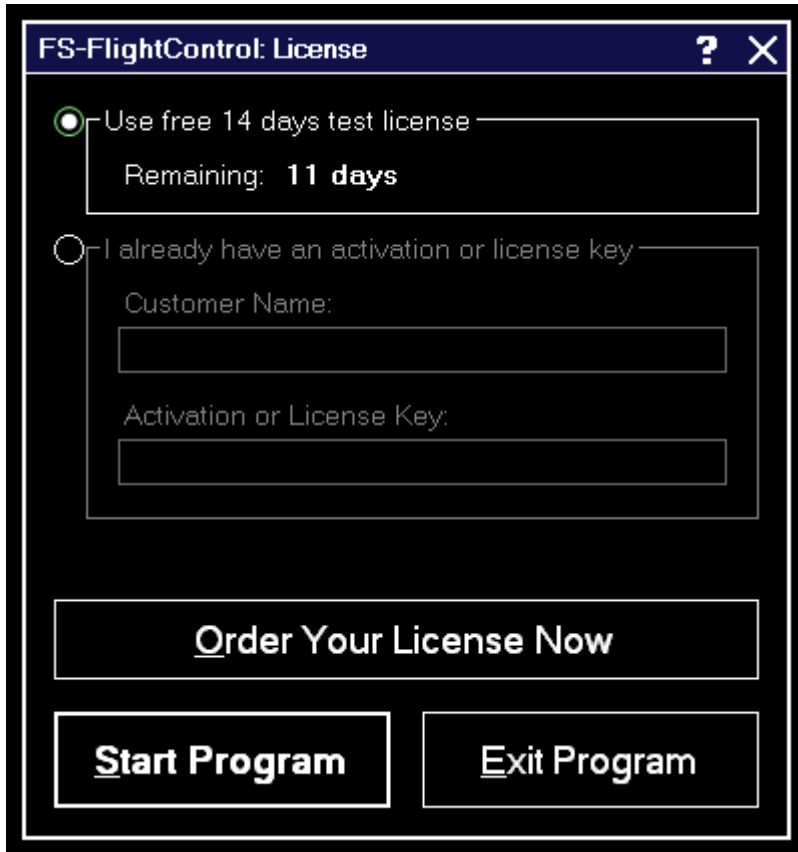 FS-FlightControl: License ? X
Use free 14 days test license
Remaining: 11 days
I already have an activation or license key
Customer Name:
Activation or License Key:
Order Your License Now
Start Program Exit Program